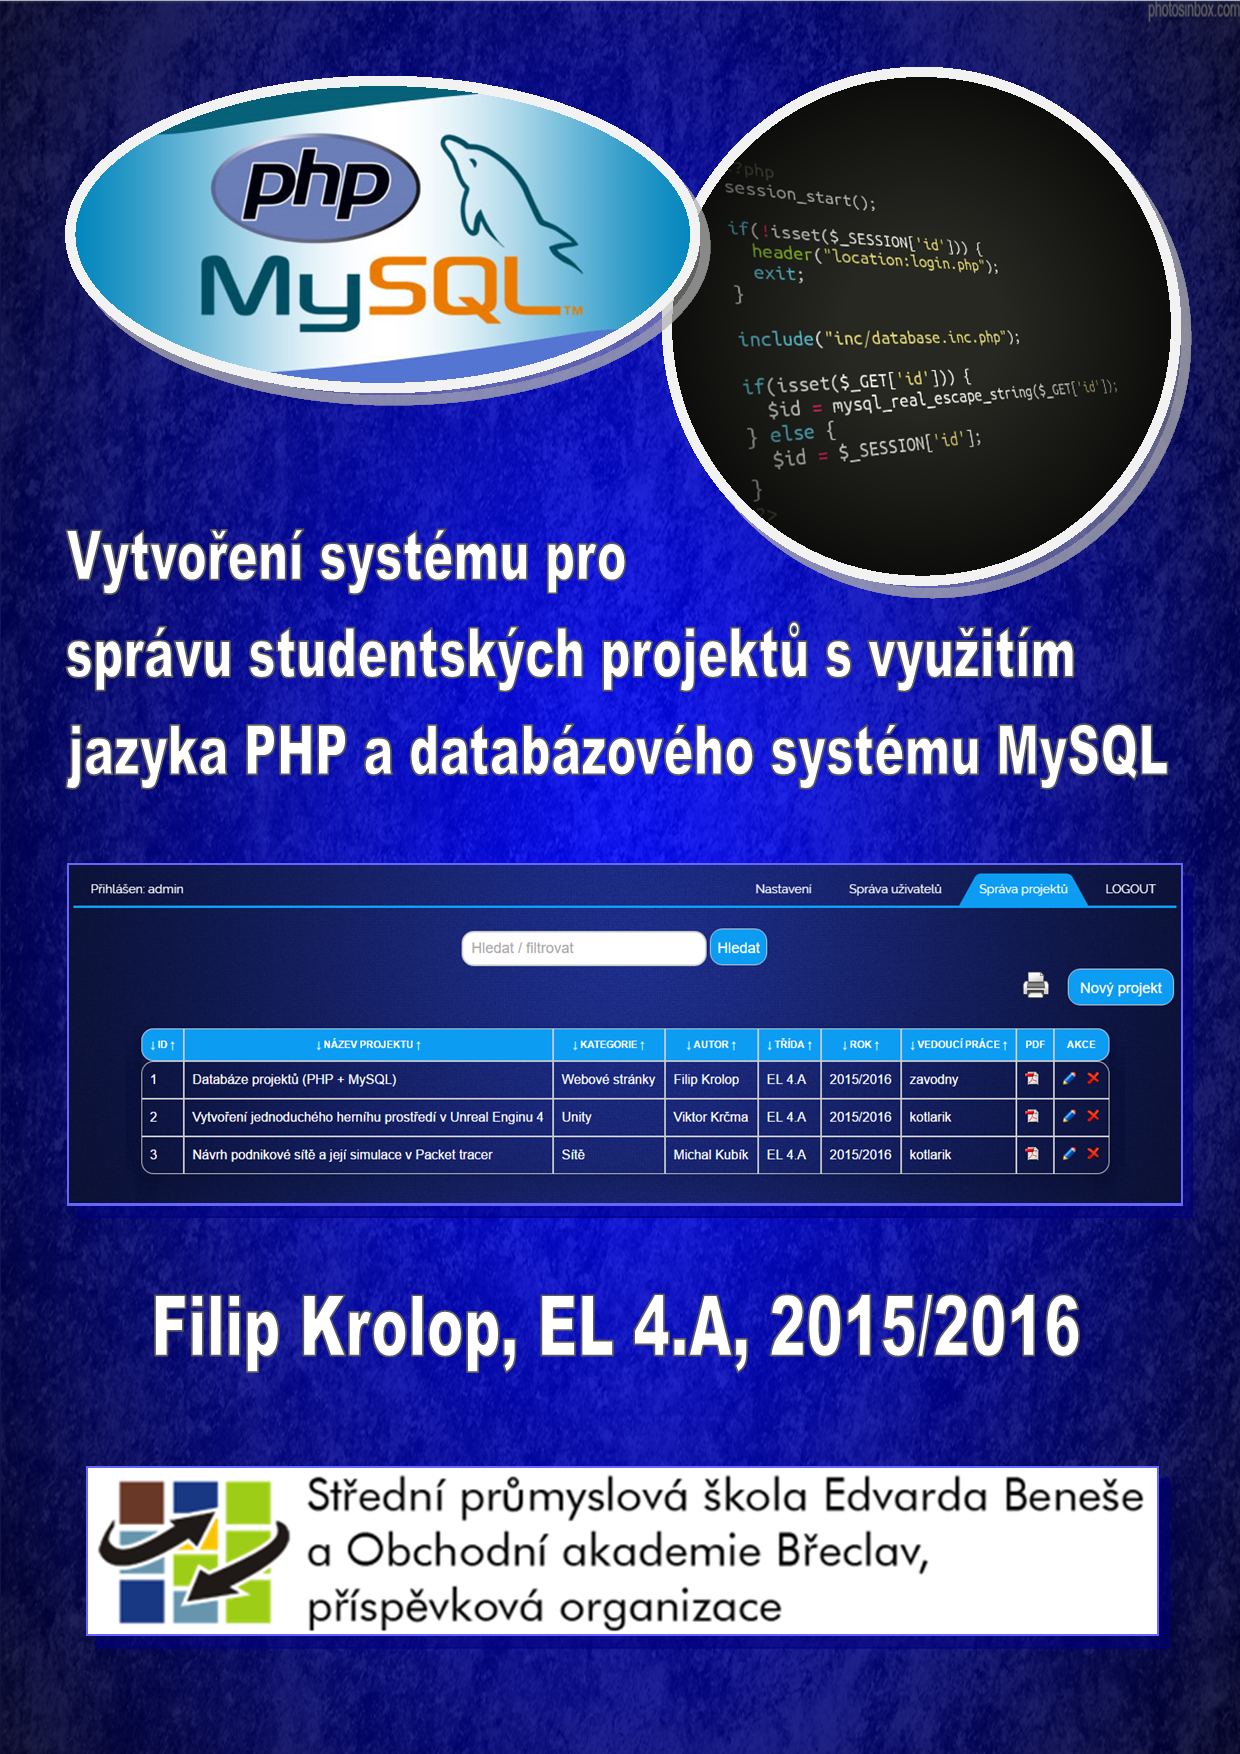 photosinbox.com
php
MySQL™
<?php
session_start();
if(!isset($_SESSION['id'])) {
header("location:login.php");
exit;
}
include("inc/database.inc.php");
if(isset($_GET['id'])) {
$id = mysql_real_escape_string($_GET['id']);
} else {
$id = $_SESSION['id'];
}
?>
Vytvoření systému pro
správu studentských projektů s využitím
jazyka PHP a databázového systému MySQL
Přihlášen: admin Nastavení Správa uživatelů Správa projektů LOGOUT
Hledat / filtrovat Hledat
Nový projekt
↓ ID ↑ ↓ NÁZEV PROJEKTU ↑ ↓ KATEGORIE ↑ ↓ AUTOR ↑ ↓ TŘÍDA ↑ ↓ ROK ↑ ↓ VEDOUCÍ PRÁCE ↑ PDF AKCE
1 Databáze projektů (PHP + MySQL) Webové stránky Filip Krolop EL 4.A 2015/2016 zavodny
2 Vytvoření jednoduchého herního prostředí v Unreal Enginu 4 Unity Viktor Krčma EL 4.A 2015/2016 kotlarik
3 Návrh podnikové sítě a její simulace v Packet tracer Sítě Michal Kubík EL 4.A 2015/2016 kotlarik
Filip Krolop, EL 4.A, 2015/2016
Střední průmyslová škola Edvarda Beneše
a Obchodní akademie Břeclav,
příspěvková organizace